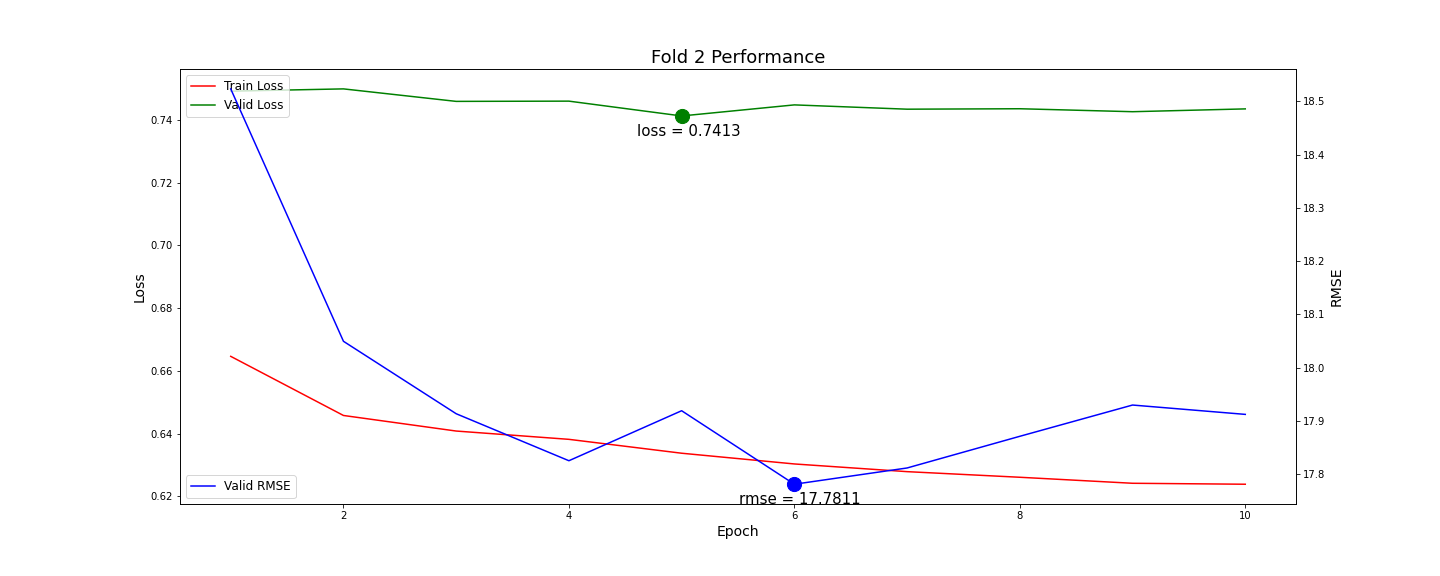 Fold 2 Performance
Train Loss
Valid Loss
Valid RMSE
loss = 0.7413
rmse = 17.7811
Loss
0.74
0.72
0.70
0.68
0.66
0.64
0.62
RMSE
18.5
18.4
18.3
18.2
18.1
18.0
17.9
17.8
2
4
6
8
10
Epoch